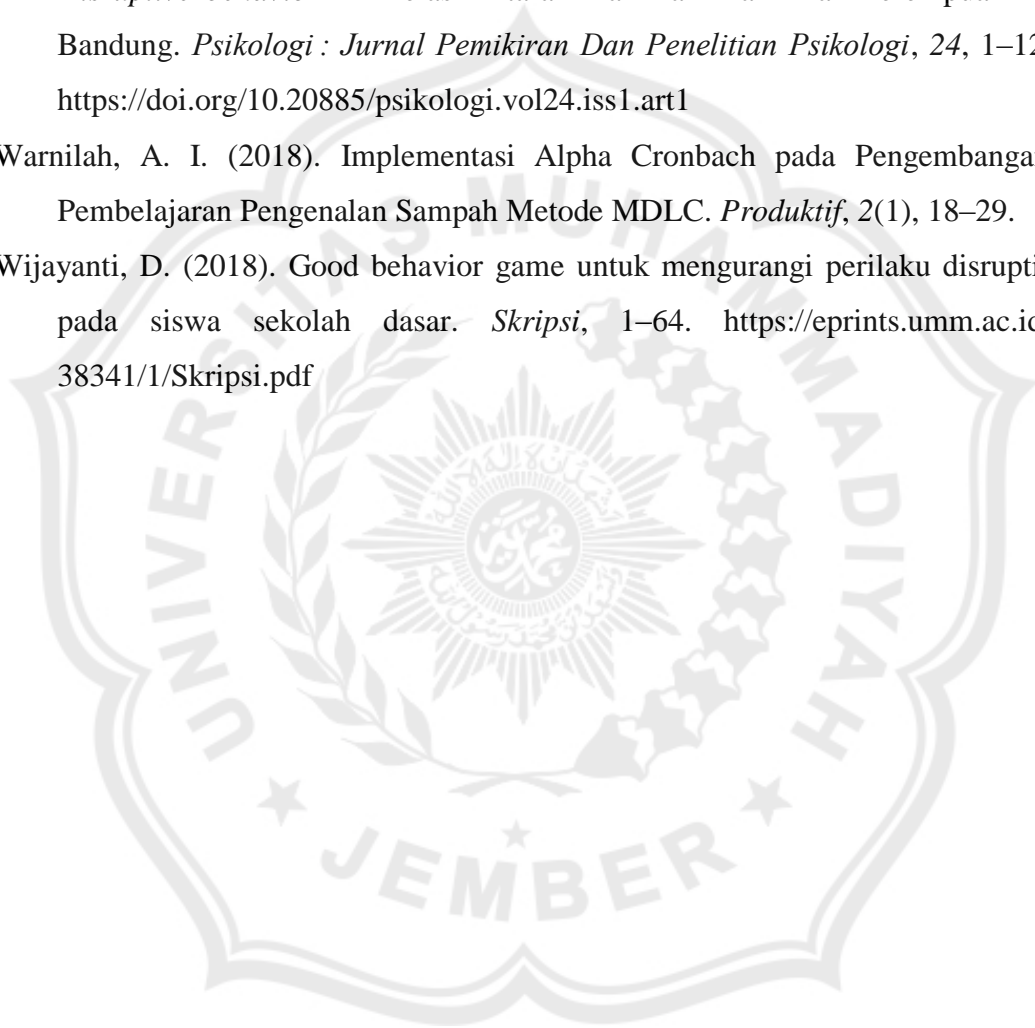 Bandung. Psikologi : Jurnal Pemikiran Dan Penelitian Psikologi, 24, 1–12
https://doi.org/10.20885/psikologi.vol24.iss1.art1
Warnilah, A. I. (2018). Implementasi Alpha Cronbach pada Pengembangan
Pembelajaran Pengenalan Sampah Metode MDLC. Produktif, 2(1), 18–29.
Wijayanti, D. (2018). Good behavior game untuk mengurangi perilaku disrupti
pada siswa sekolah dasar. Skripsi, 1–64. https://eprints.umm.ac.id
38341/1/Skripsi.pdf
UNIVERSITAS MUHAMMADIYAH
JEMBER